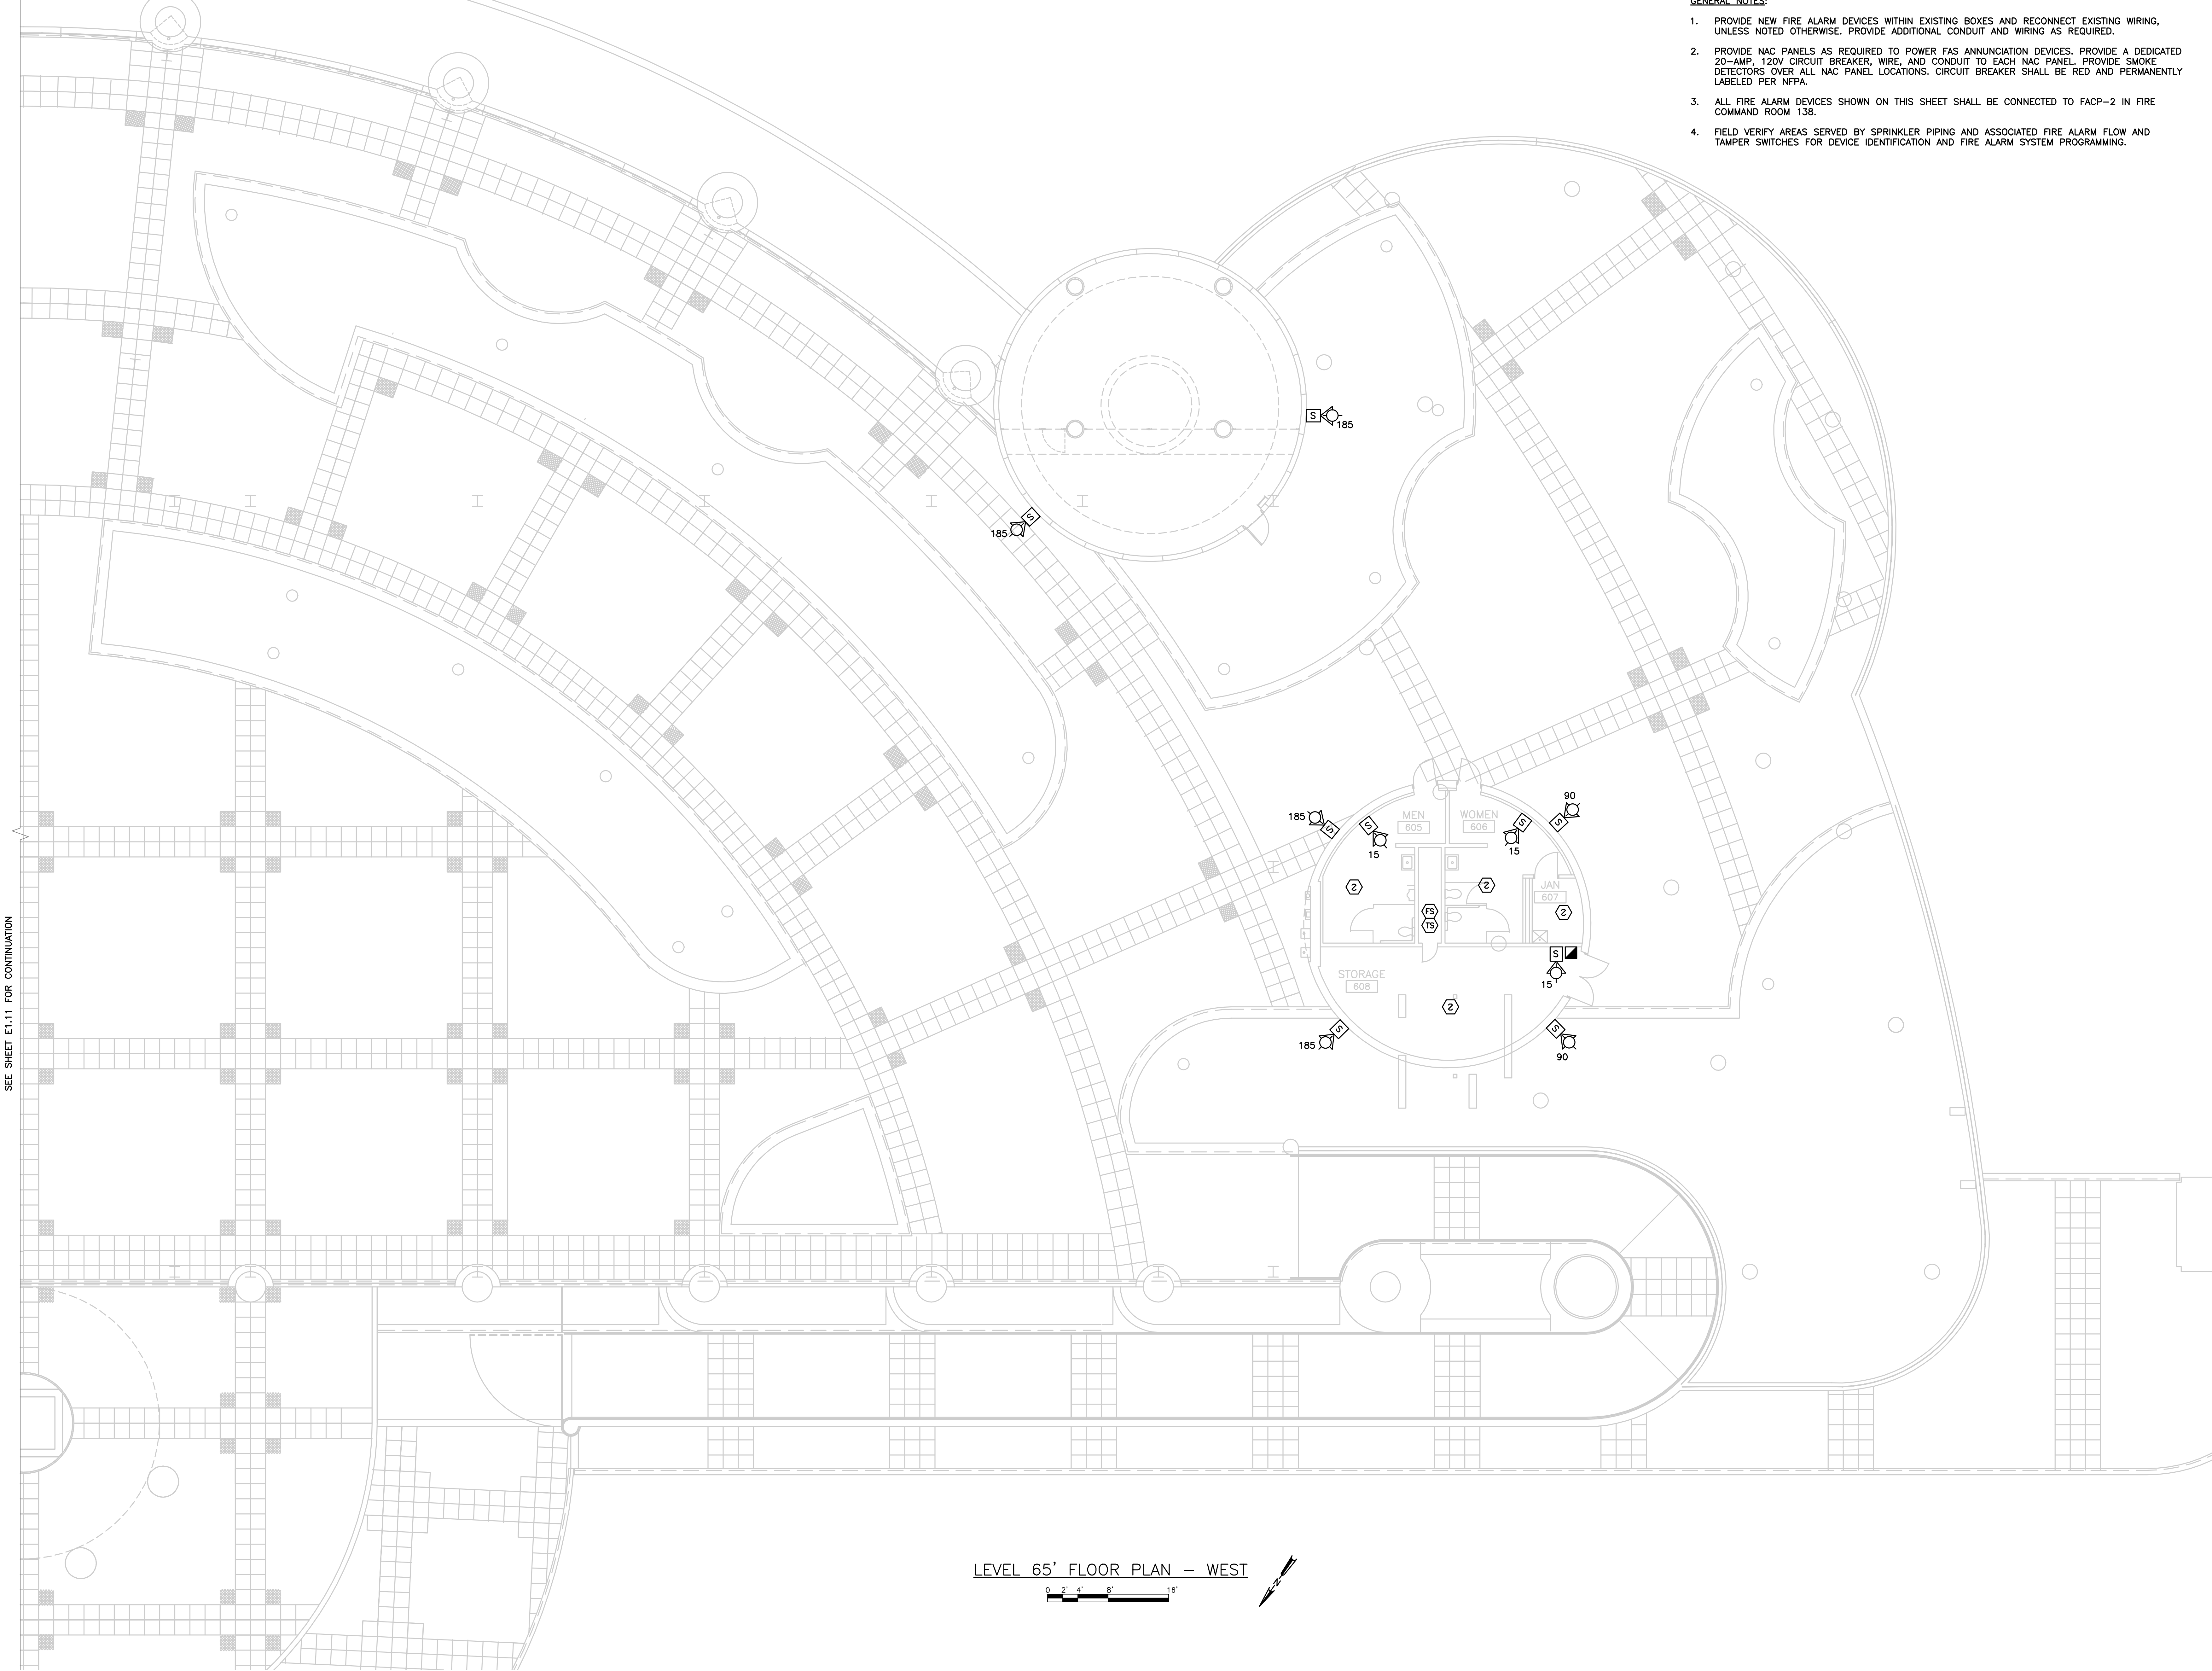 GENERAL NOTES:
1. PROVIDE NEW FIRE ALARM DEVICES WITHIN EXISTING BOXES AND RECONNECT EXISTING WIRING,
UNLESS NOTED OTHERWISE. PROVIDE ADDITIONAL CONDUIT AND WIRING AS REQUIRED.
2. PROVIDE NAC PANELS AS REQUIRED TO POWER FAS ANNUNCIATION DEVICES. PROVIDE A DEDICATED
20-AMP, 120V CIRCUIT BREAKER, WIRE, AND CONDUIT TO EACH NAC PANEL. PROVIDE SMOKE
DETECTORS OVER ALL NAC PANEL LOCATIONS. CIRCUIT BREAKER SHALL BE RED AND PERMANENTLY
LABELED PER NFPA.
3. ALL FIRE ALARM DEVICES SHOWN ON THIS SHEET SHALL BE CONNECTED TO FACP-2 IN FIRE
COMMAND ROOM 138.
4. FIELD VERIFY AREAS SERVED BY SPRINKLER PIPING AND ASSOCIATED FIRE ALARM FLOW AND
TAMPER SWITCHES FOR DEVICE IDENTIFICATION AND FIRE ALARM SYSTEM PROGRAMMING.
S
185
S
185
90
S
185
S
S
15
MEN
605
WOMEN
606
S
15
2
2
JAN
607
2
FS
TS
S
15
STORAGE
608
2
S
185
S
90
SEE SHEET E1.11 FOR CONTINUATION
LEVEL 65' FLOOR PLAN - WEST
0 2' 4' 8' 16'
N